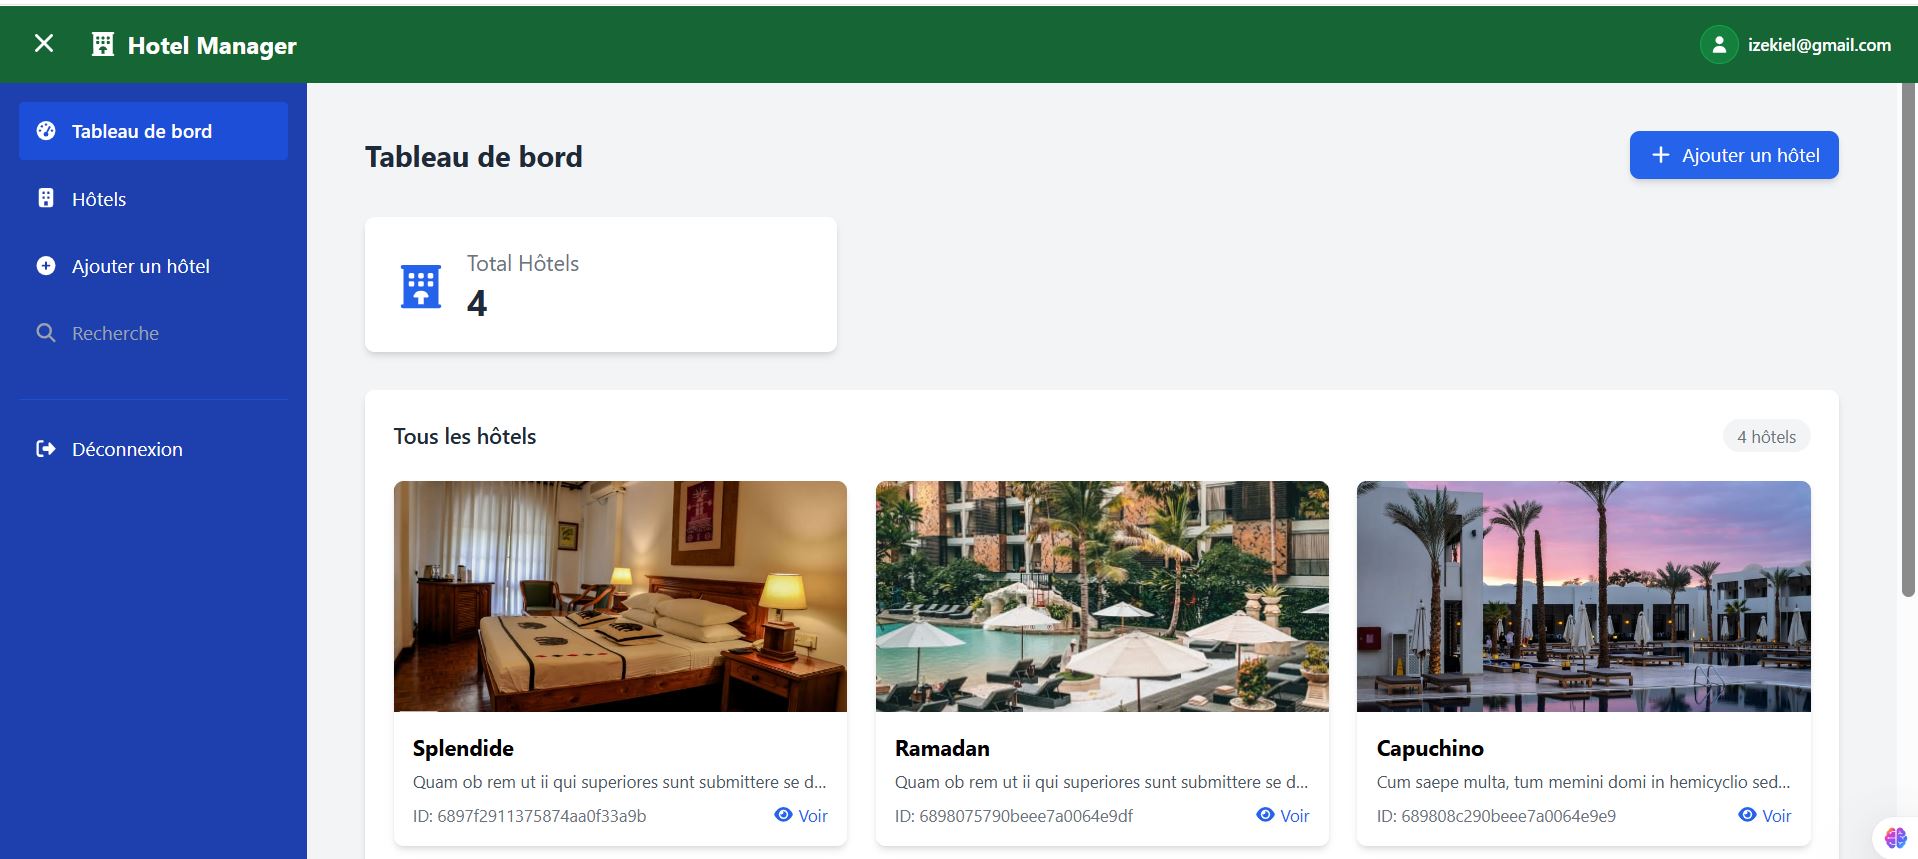 Hotel Manager
izekiel@gmail.com
Tableau de bord
Hôtels
Ajouter un hôtel
Recherche
Déconnexion
Tableau de bord
Ajouter un hôtel
Total Hôtels
4
Tous les hôtels
4 hôtels
Splendide
Quam ob rem ut ii qui superiores sunt submittere se d...
ID: 6897f2911375874aa0f33a9b
Voir
Ramadan
Quam ob rem ut ii qui superiores sunt submittere se d...
ID: 6898075790beee7a0064e9df
Voir
Capuchino
Cum saepe multa, tum memini domi in hemicyclio sed...
ID: 689808c290beee7a0064e9e9
Voir